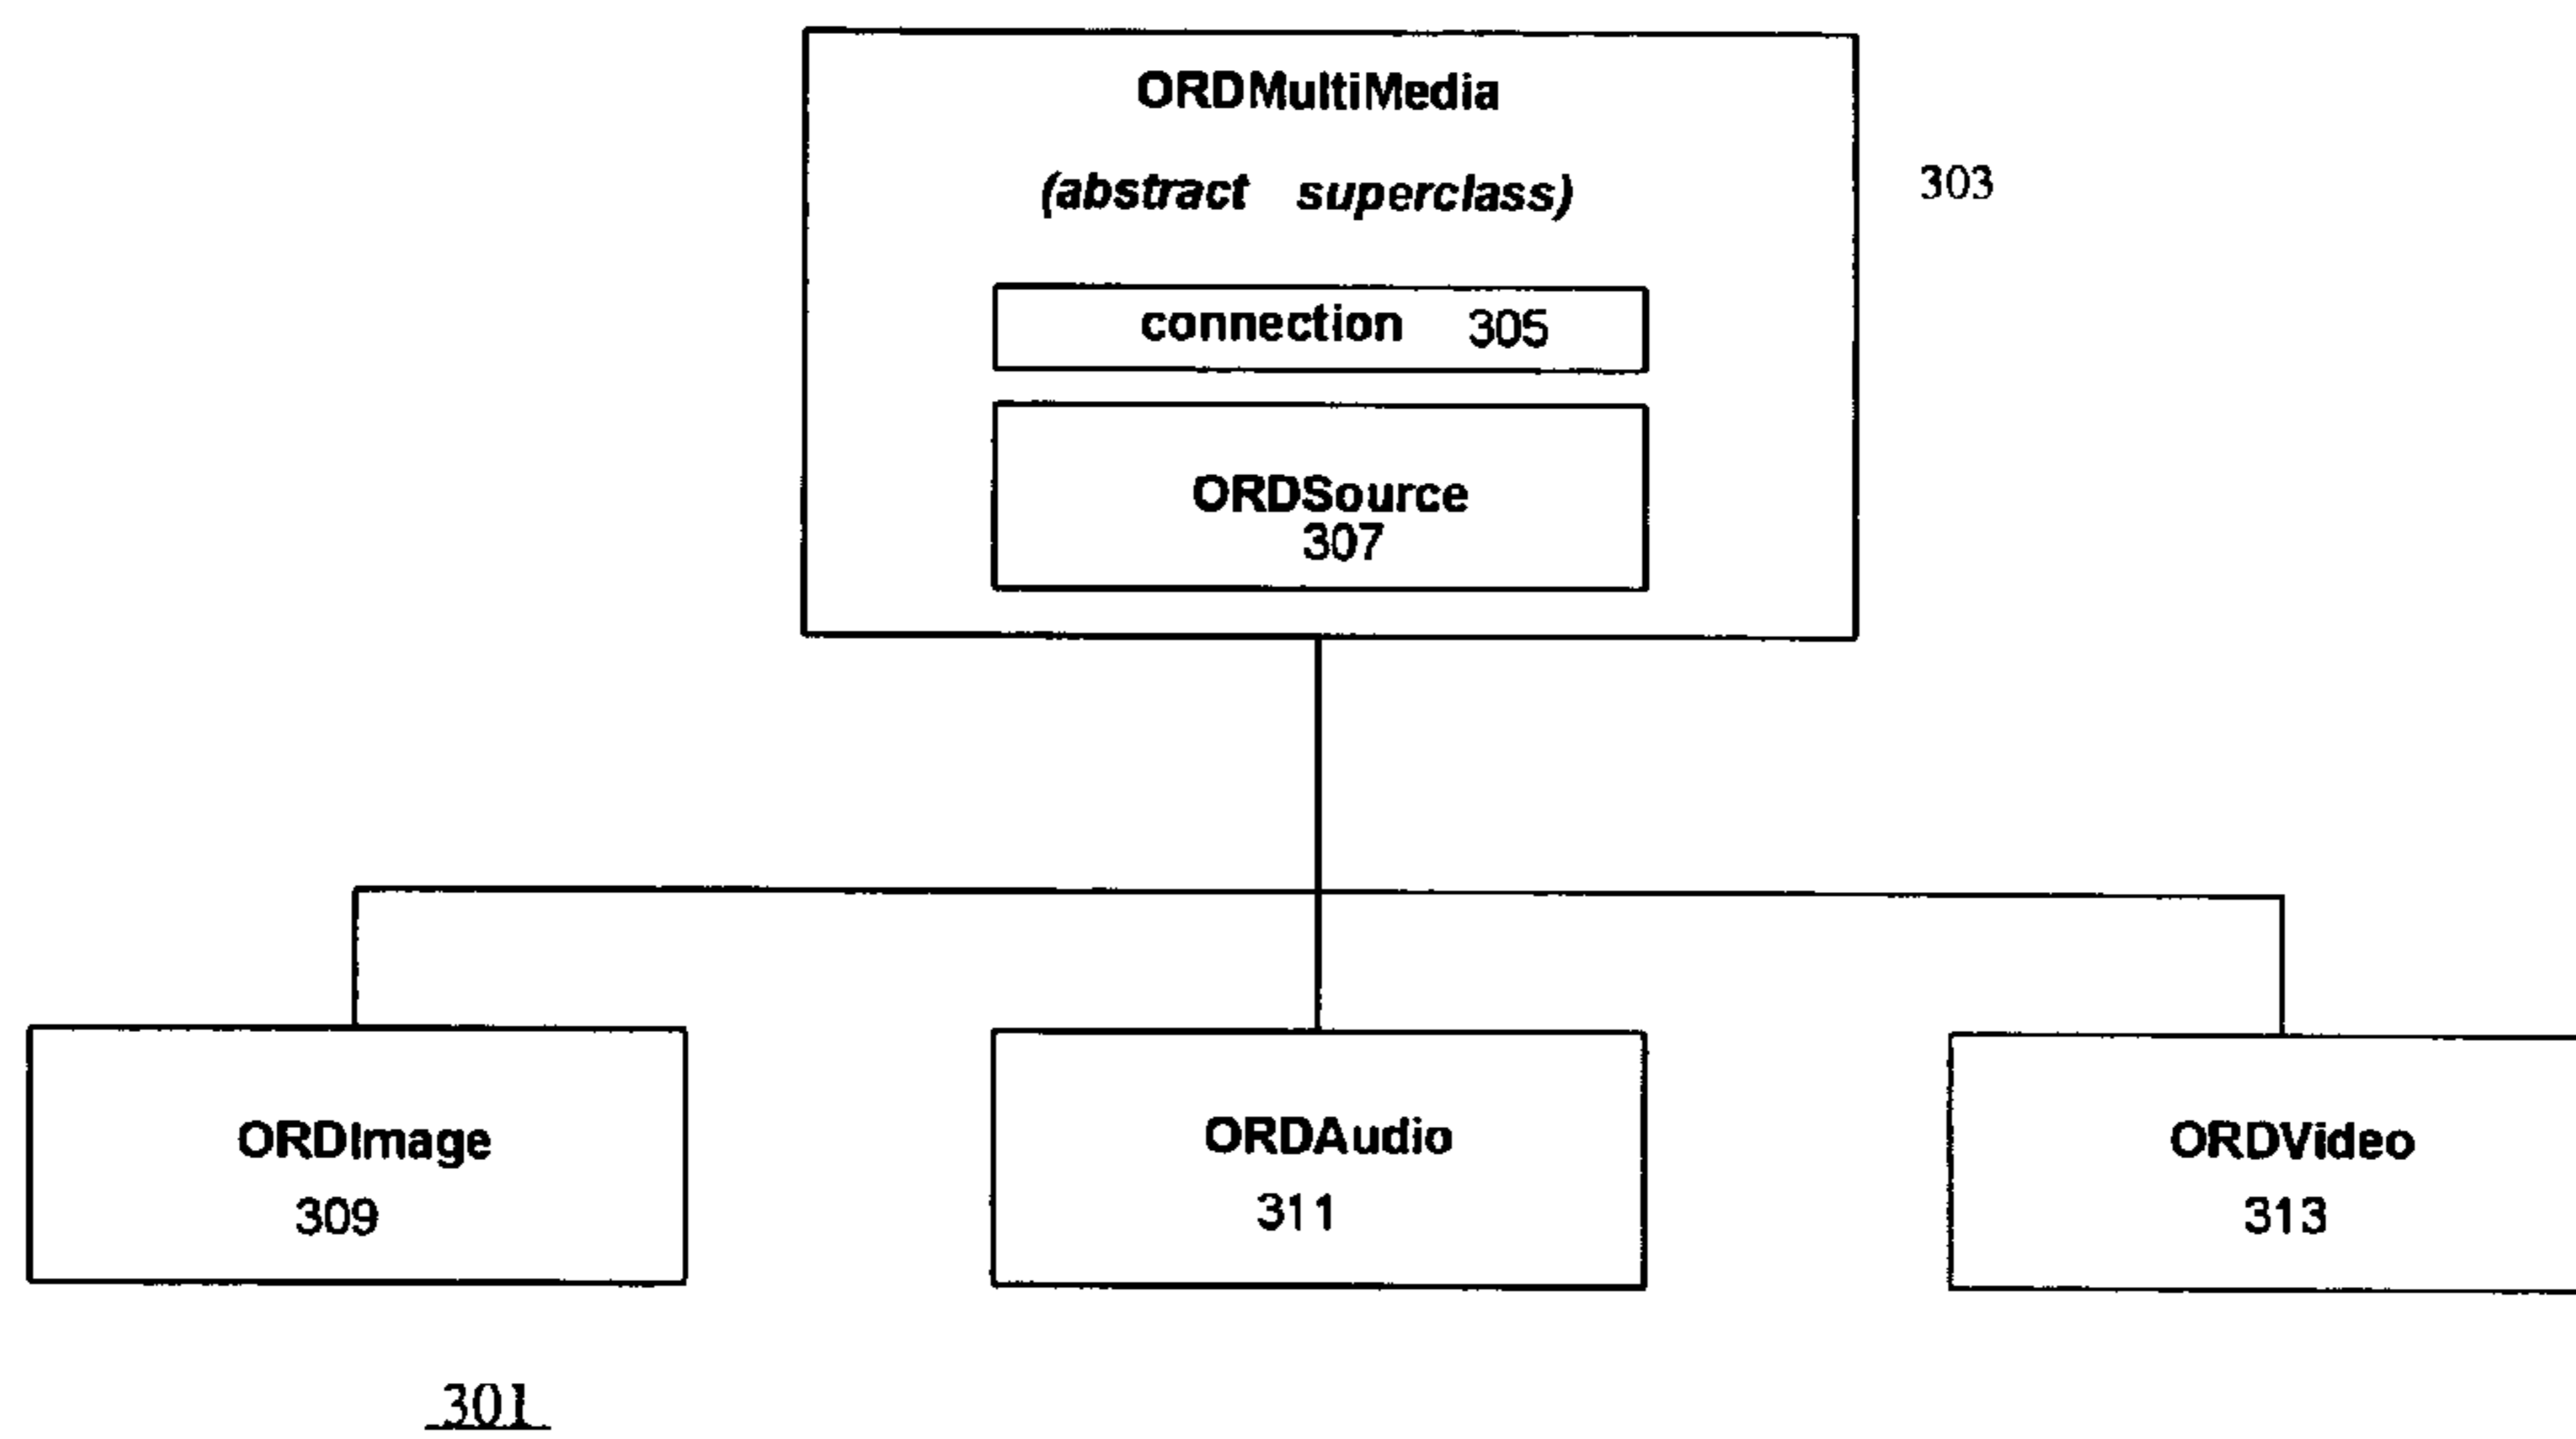 ORDMultiMedia
(abstract superclass)
303
connection 305
ORDSource
307
ORDImage
309
ORDAudio
311
ORDVideo
313
301